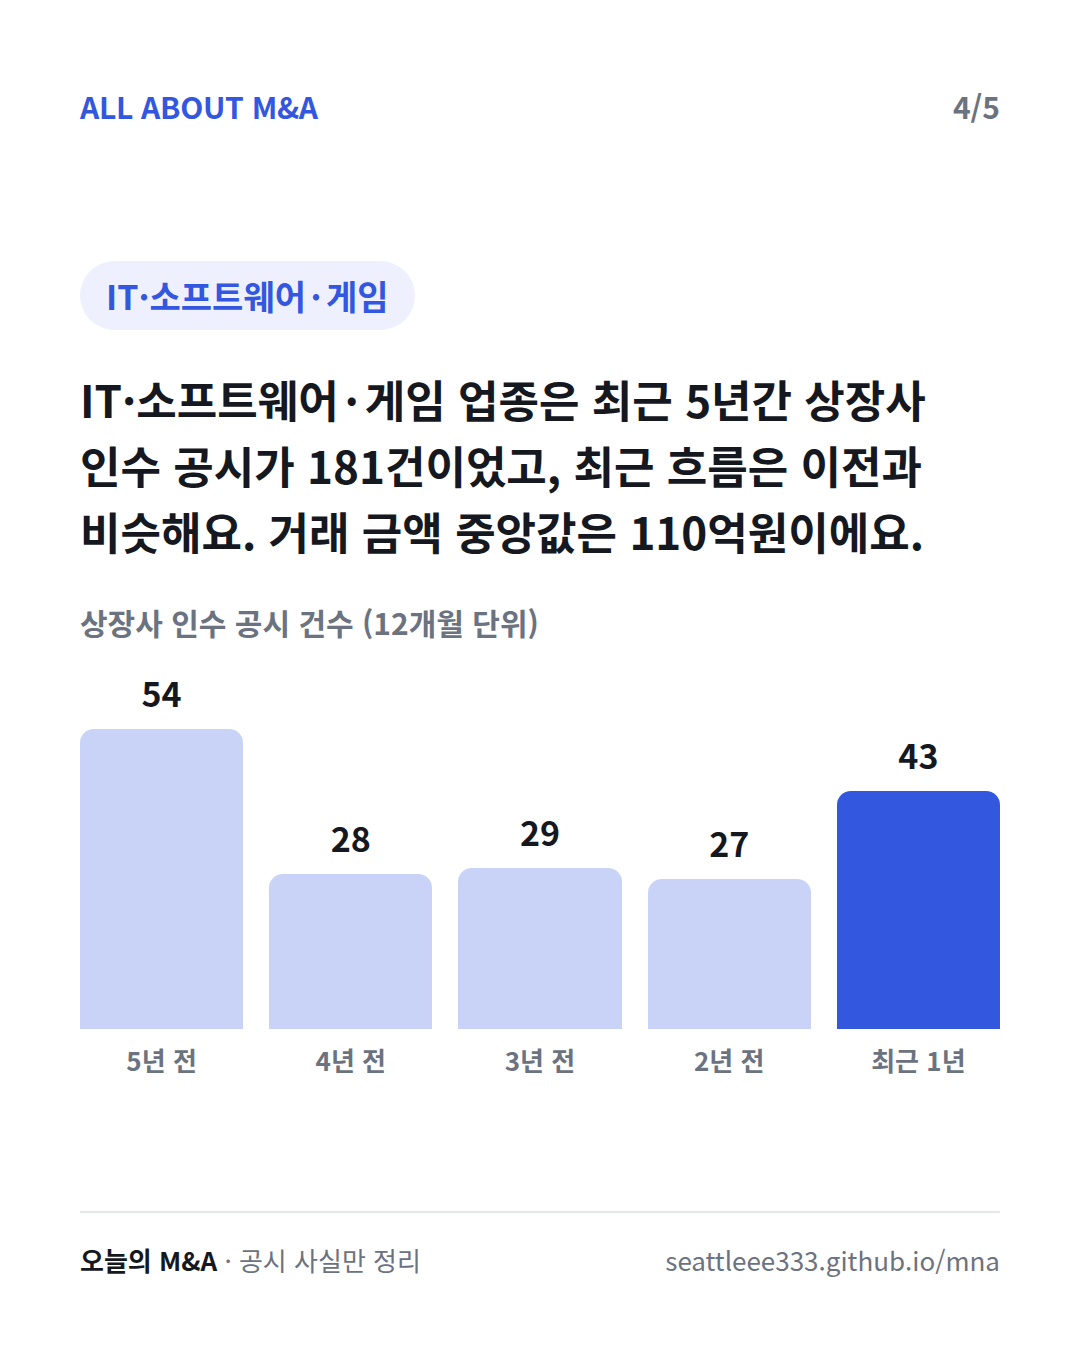 ALL ABOUT M&A
4/5
IT·소프트웨어·게임
IT·소프트웨어·게임 업종은 최근 5년간 상장사
인수 공시가 181건이었고, 최근 흐름은 이전과
비슷해요. 거래 금액 중앙값은 110억원이에요.
상장사 인수 공시 건수 (12개월 단위)
54
28
29
27
43
5년 전
4년 전
3년 전
2년 전
최근 1년
오늘의 M&A · 공시 사실만 정리
seattleee333.github.io/mna